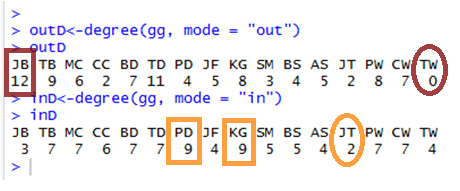 >
> outD<-degree(gg, mode = "out")
> outD
JB TB MC CC BD TD PD JF KG SM BS AS JT PW CW TW
12 9 6 2 7 11 4 5 8 3 4 5 2 8 7 0
> inD<-degree(gg, mode = "in")
> inD
JB TB MC CC BD TD PD JF KG SM BS AS JT PW CW TW
3 7 7 6 7 7 9 4 9 5 5 4 2 7 7 4
>